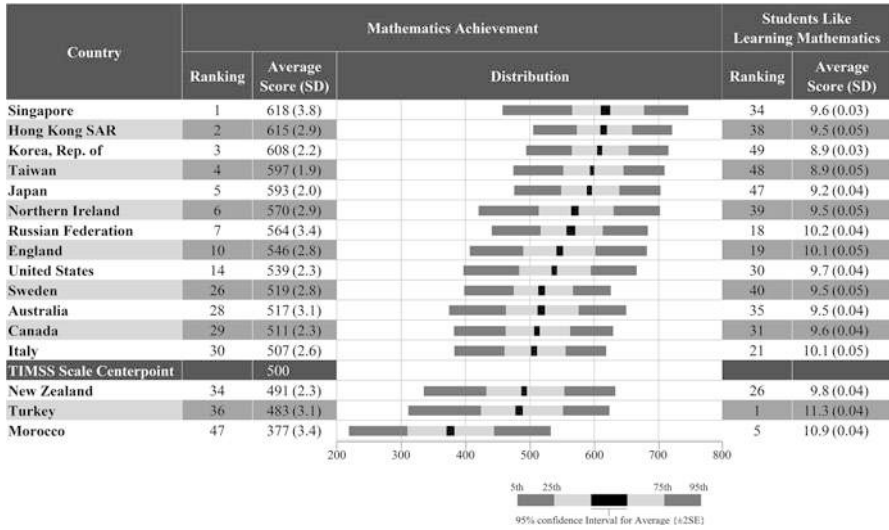 Country Mathematics Achievement Students Like Learning Mathematics
Ranking Average Score (SD) Distribution Ranking Average Score (SD)
Singapore 1 618 (3.8) 34 9.6 (0.03)
Hong Kong SAR 2 615 (2.9) 38 9.5 (0.05)
Korea, Rep. of 3 608 (2.2) 49 8.9 (0.03)
Taiwan 4 597 (1.9) 48 8.9 (0.05)
Japan 5 593 (2.0) 47 9.2 (0.04)
Northern Ireland 6 570 (2.9) 39 9.5 (0.05)
Russian Federation 7 564 (3.4) 18 10.2 (0.04)
England 10 546 (2.8) 19 10.1 (0.05)
United States 14 539 (2.3) 30 9.7 (0.04)
Sweden 26 519 (2.8) 40 9.5 (0.05)
Australia 28 517 (3.1) 35 9.5 (0.04)
Canada 29 511 (2.3) 31 9.6 (0.04)
Italy 30 507 (2.6) 21 10.1 (0.05)
TIMSS Scale Centerpoint 500
New Zealand 34 491 (2.3) 26 9.8 (0.04)
Turkey 36 483 (3.1) 1 11.3 (0.04)
Morocco 47 377 (3.4) 5 10.9 (0.04)
200 300 400 500 600 700 800
5th 25th 75th 95th
95% confidence Interval for Average (±2SE)